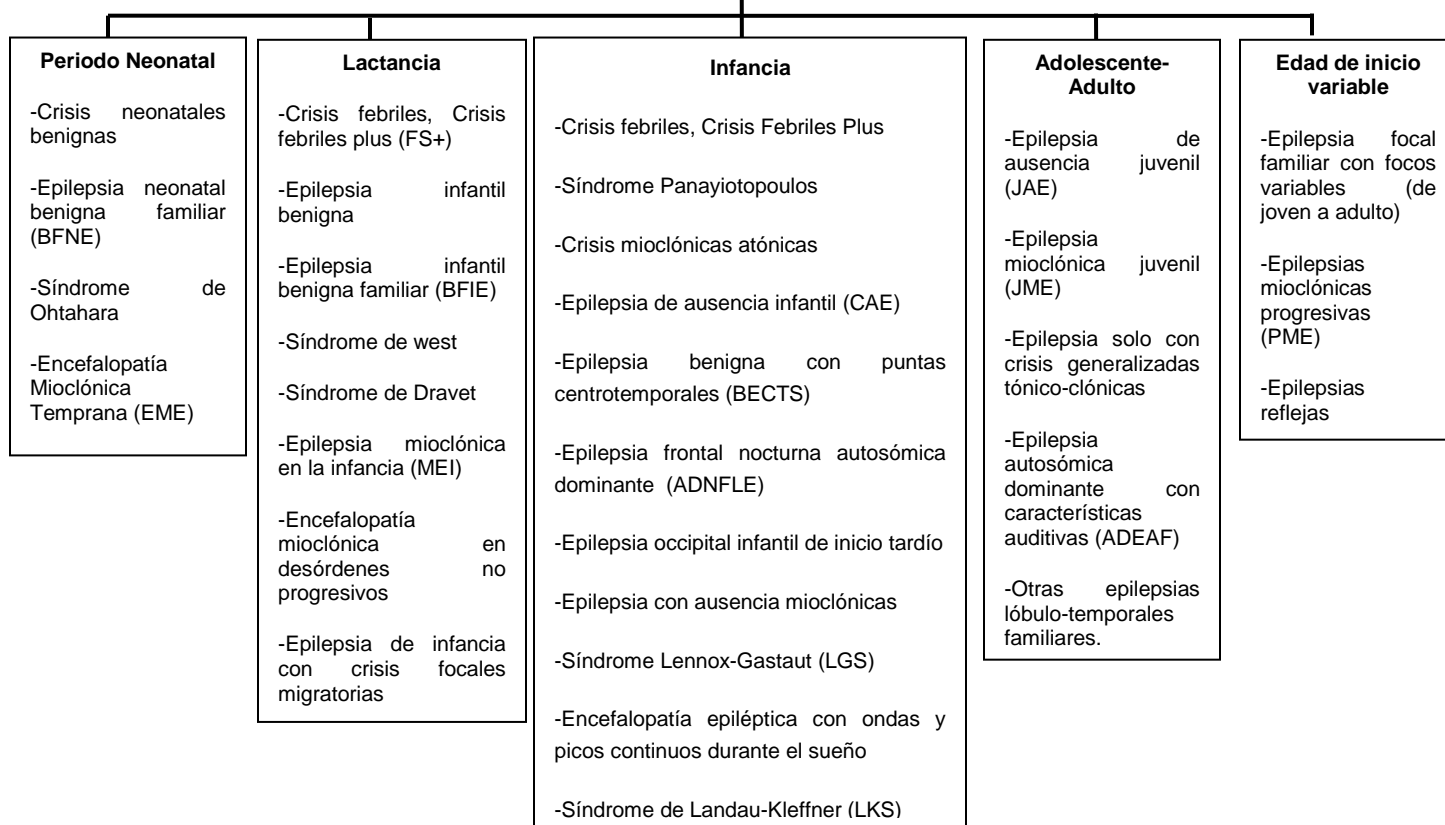 Periodo Neonatal
-Crisis neonatales
benignas
-Epilepsia neonatal
benigna familiar
(BFNE)
-Síndrome de
Ohtahara
-Encefalopatía
Mioclónica
Temprana (EME)
Lactancia
-Crisis febriles, Crisis
febriles plus (FS+)
-Epilepsia infantil
benigna
-Epilepsia infantil
benigna familiar (BFIE)
-Síndrome de west
-Síndrome de Dravet
-Epilepsia mioclónica
en la infancia (MEI)
-Encefalopatía
mioclónica en
desórdenes no
progresivos
-Epilepsia de infancia
con crisis focales
migratorias
Infancia
-Crisis febriles, Crisis Febriles Plus
-Síndrome Panayiotopoulos
-Crisis mioclónicas atónicas
-Epilepsia de ausencia infantil (CAE)
-Epilepsia benigna con puntas
centrotemporales (BECTS)
-Epilepsia frontal nocturna autosómica
dominante (ADNFLE)
-Epilepsia occipital infantil de inicio tardío
-Epilepsia con ausencia mioclónicas
-Síndrome Lennox-Gastaut (LGS)
-Encefalopatía epiléptica con ondas y
picos continuos durante el sueño
-Síndrome de Landau-Kleffner (LKS)
Adolescente-
Adulto
-Epilepsia de
ausencia juvenil
(JAE)
-Epilepsia
mioclónica juvenil
(JME)
-Epilepsia solo con
crisis generalizadas
tónico-clónicas
-Epilepsia
autosómica
dominante con
características
auditivas (ADEAF)
-Otras epilepsias
lóbulo-temporales
familiares.
Edad de inicio
variable
-Epilepsia focal
familiar con focos
variables (de
joven a adulto)
-Epilepsias
mioclónicas
progresivas
(PME)
-Epilepsias
reflejas